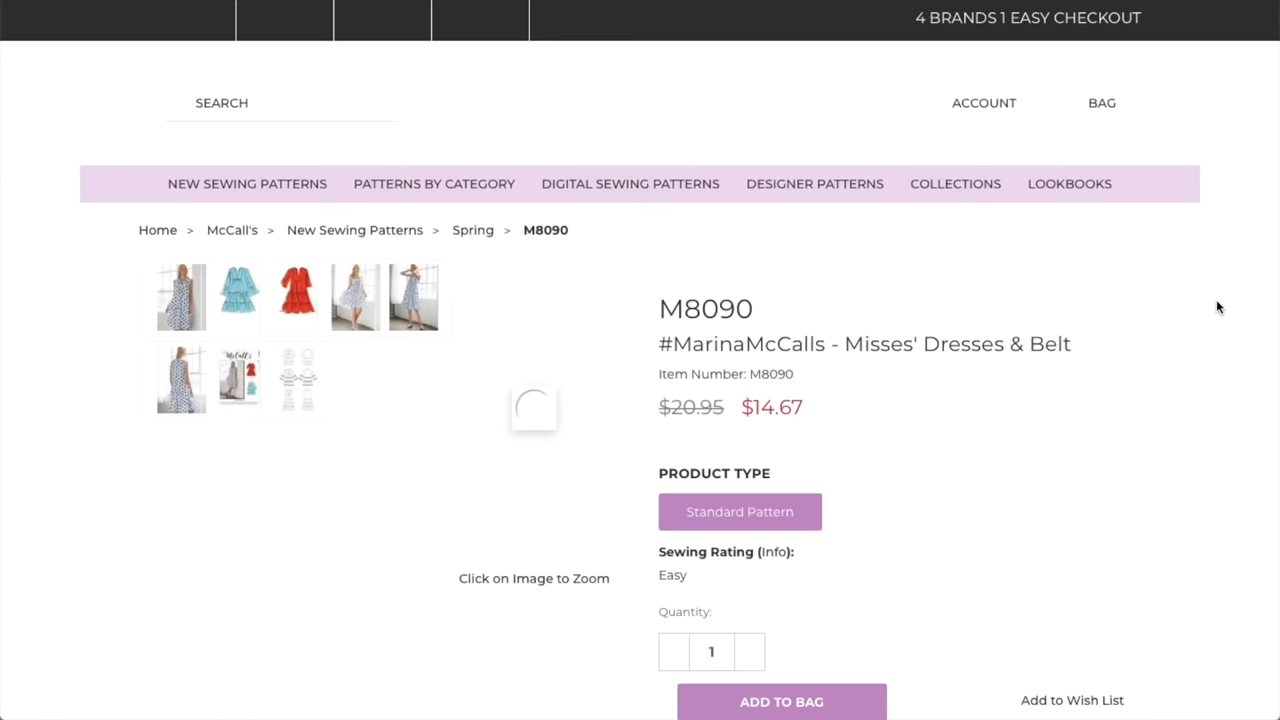 4 BRANDS 1 EASY CHECKOUT
SEARCH
ACCOUNT
BAG
NEW SEWING PATTERNS PATTERNS BY CATEGORY DIGITAL SEWING PATTERNS DESIGNER PATTERNS COLLECTIONS LOOKBOOKS
Home > McCall's > New Sewing Patterns > Spring > M8090
McCall's
M8090
#MarinaMcCalls - Misses' Dresses & Belt
Item Number: M8090
$20.95 $14.67
PRODUCT TYPE
Standard Pattern
Sewing Rating (Info):
Easy
Click on Image to Zoom
Quantity:
1
ADD TO BAG
Add to Wish List